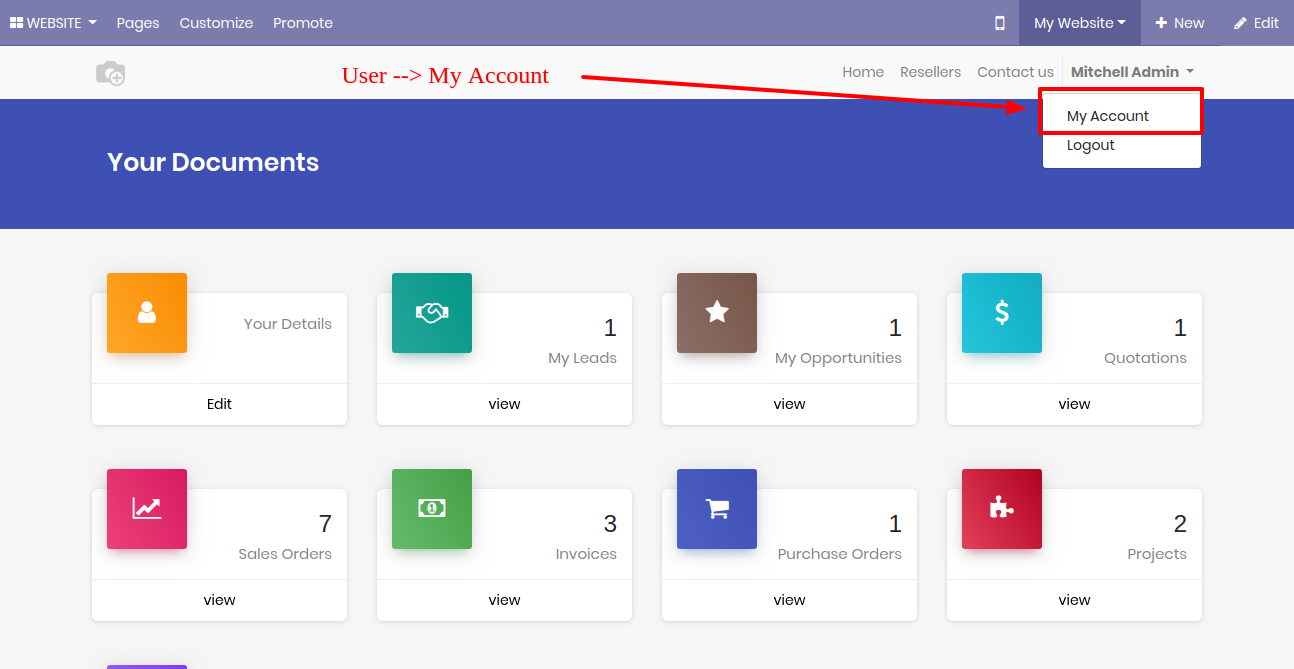 WEBSITE Pages Customize Promote My Website New Edit
User --> My Account
Home Resellers Contact us Mitchell Admin
My Account
Logout
Your Documents
Your Details
Edit
1
My Leads
view
1
My Opportunities
view
1
Quotations
view
7
Sales Orders
view
3
Invoices
view
1
Purchase Orders
view
2
Projects
view